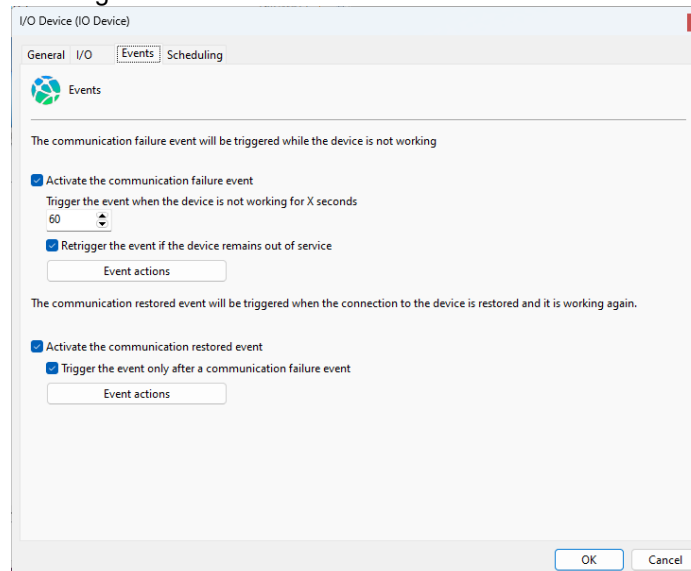 I/O Device (IO Device)
General I/O Events Scheduling
Events
The communication failure event will be triggered while the device is not working
Activate the communication failure event
Trigger the event when the device is not working for X seconds
60
Retrigger the event if the device remains out of service
Event actions
The communication restored event will be triggered when the connection to the device is restored and it is working again.
Activate the communication restored event
Trigger the event only after a communication failure event
Event actions
OK Cancel